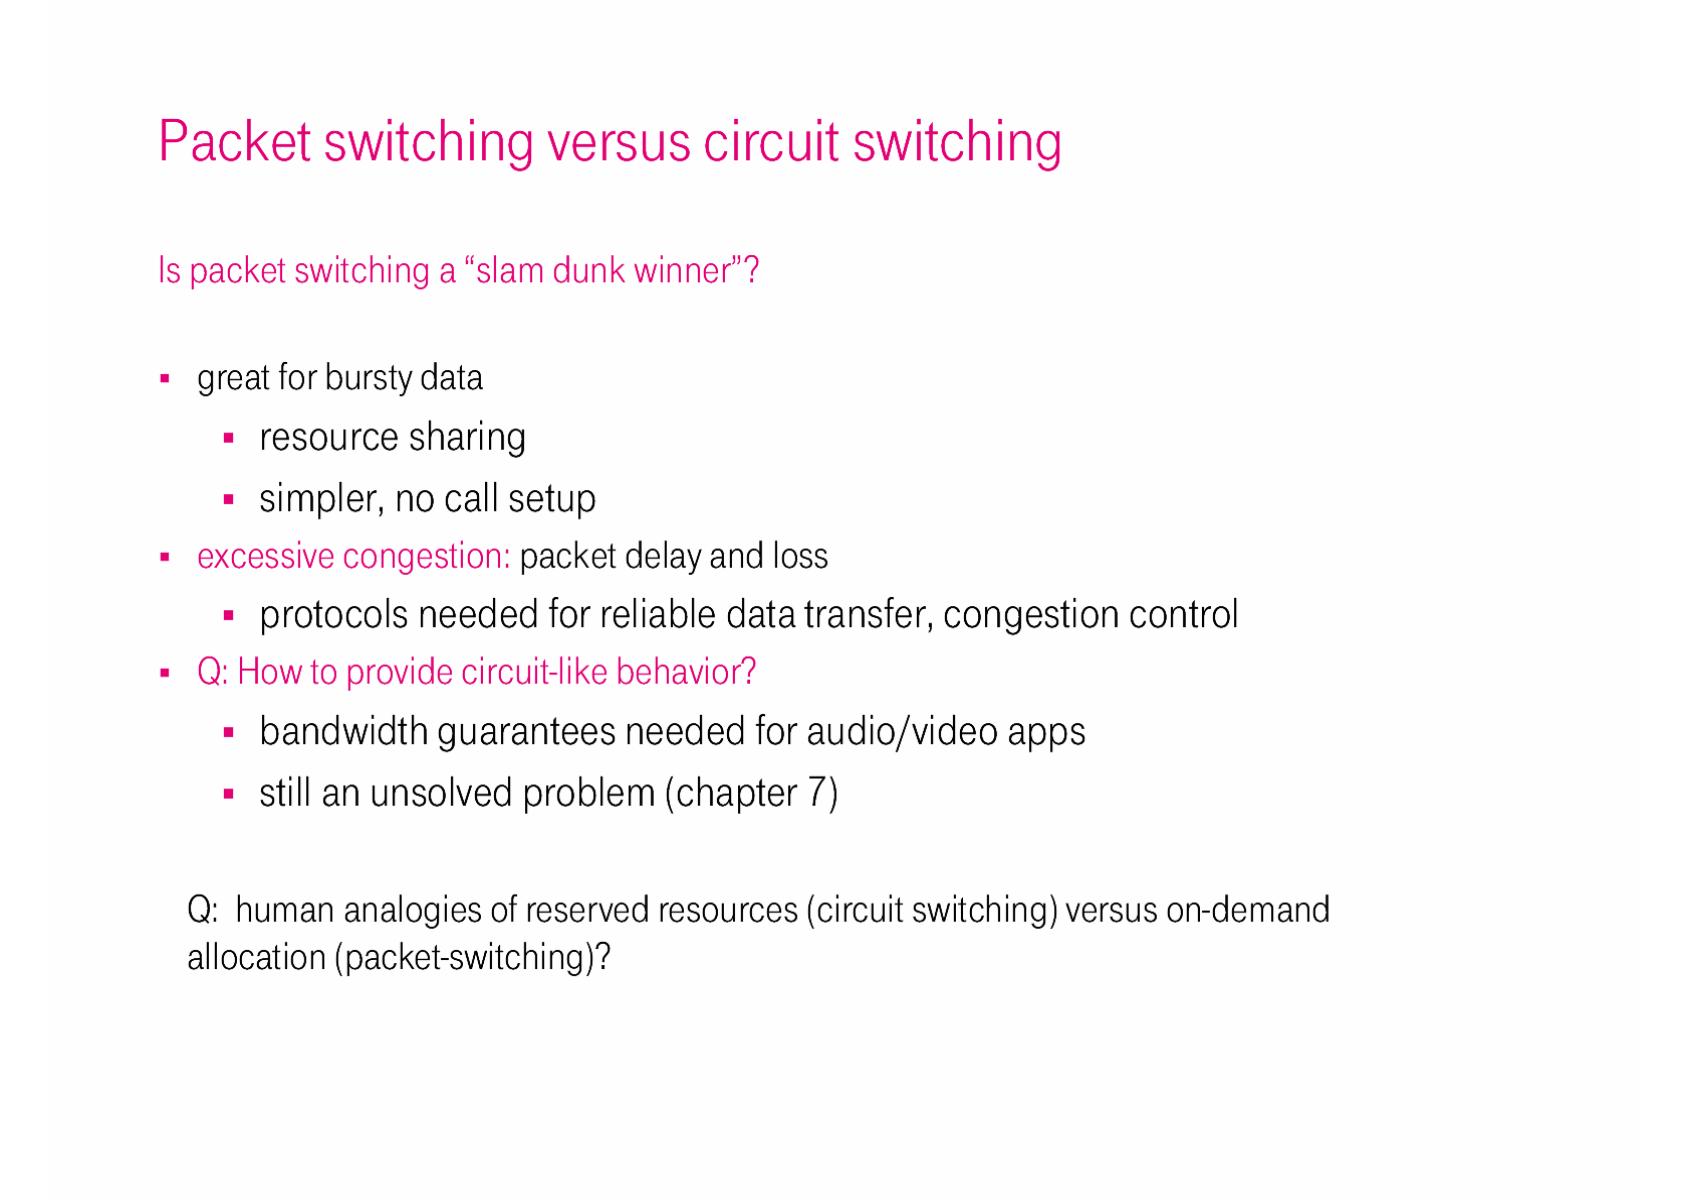 Packet switching versus circuit switching
Is packet switching a “slam dunk winner”?
▪ great for bursty data
▪ resource sharing
▪ simpler, no call setup
▪ excessive congestion: packet delay and loss
▪ protocols needed for reliable data transfer, congestion control
▪ Q: How to provide circuit-like behavior?
▪ bandwidth guarantees needed for audio/video apps
▪ still an unsolved problem (chapter 7)
Q: human analogies of reserved resources (circuit switching) versus on-demand
allocation (packet-switching)?